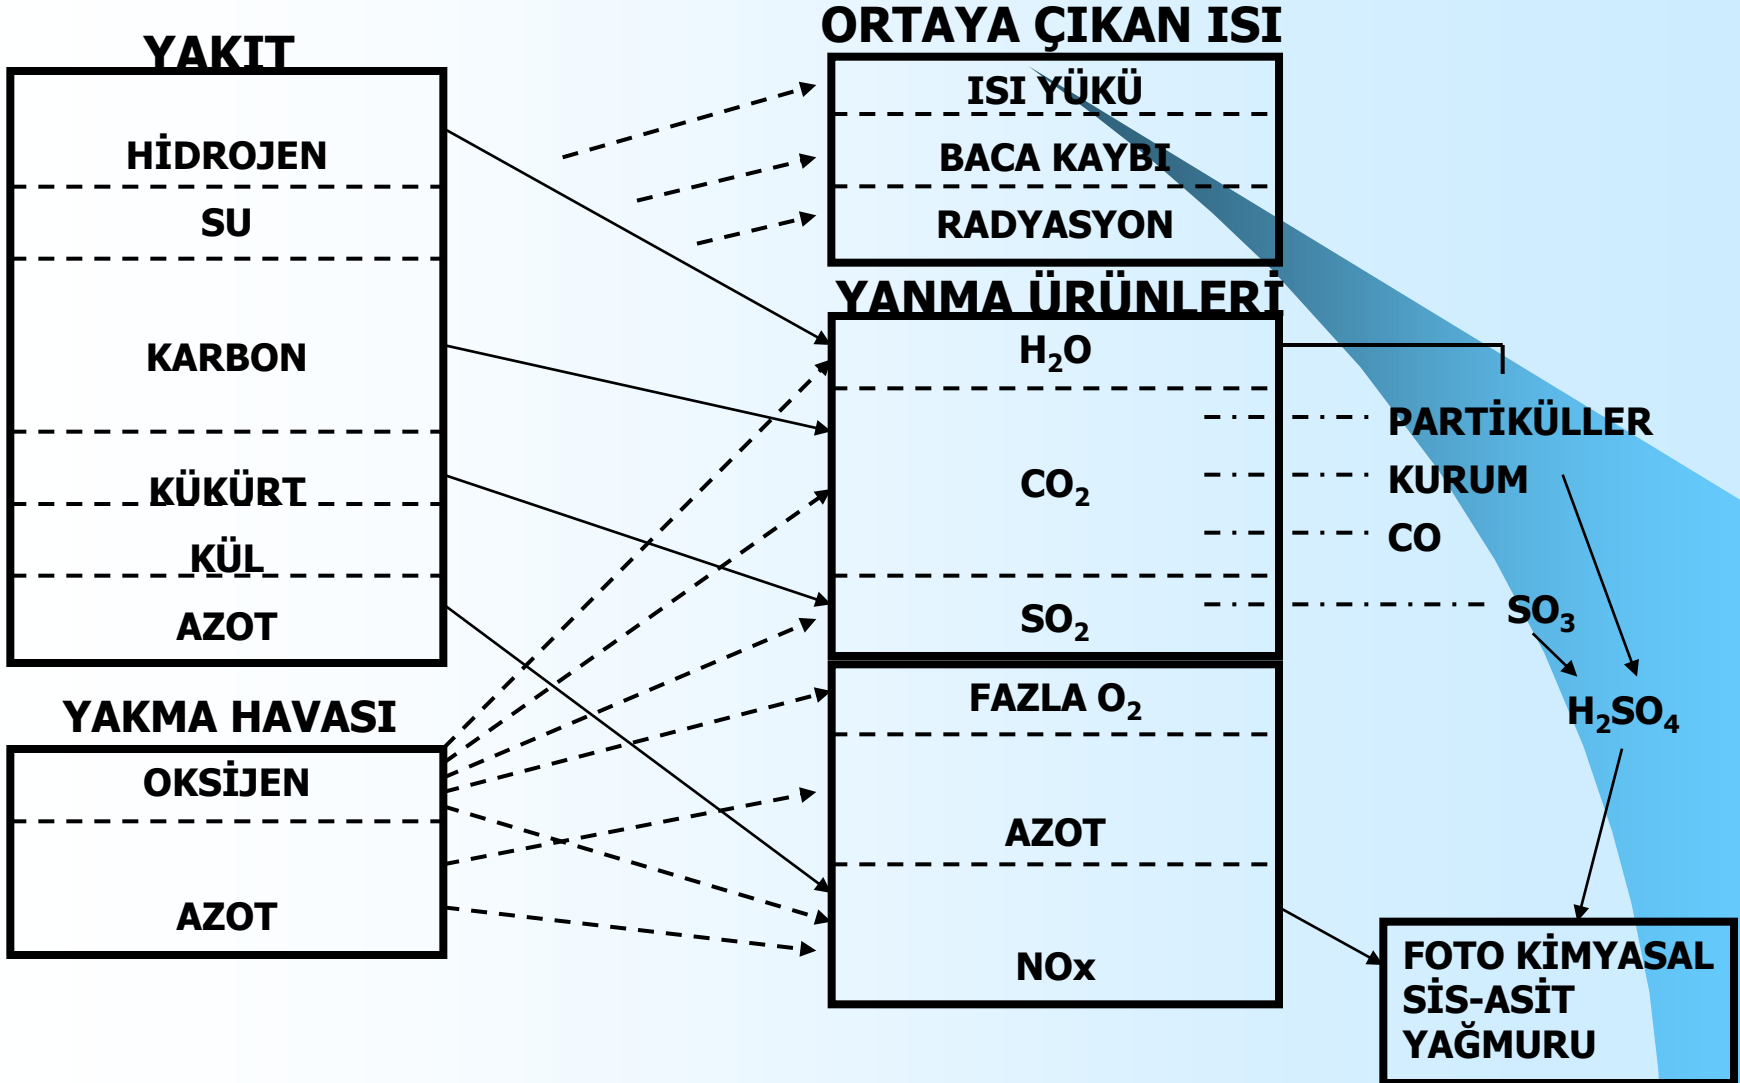 YAKIT
HİDROJEN
SU
KARBON
KÜKÜRT
KÜL
AZOT
YAKMA HAVASI
OKSİJEN
AZOT
ORTAYA ÇIKAN ISI
ISI YÜKÜ
BACA KAYBI
RADYASYON
YANMA ÜRÜNLERİ
H₂O
CO₂
SO₂
FAZLA O₂
AZOT
NOx
PARTİKÜLLER
KURUM
CO
SO₃
H₂SO₄
FOTO KİMYASAL
SİS-ASİT
YAĞMURU